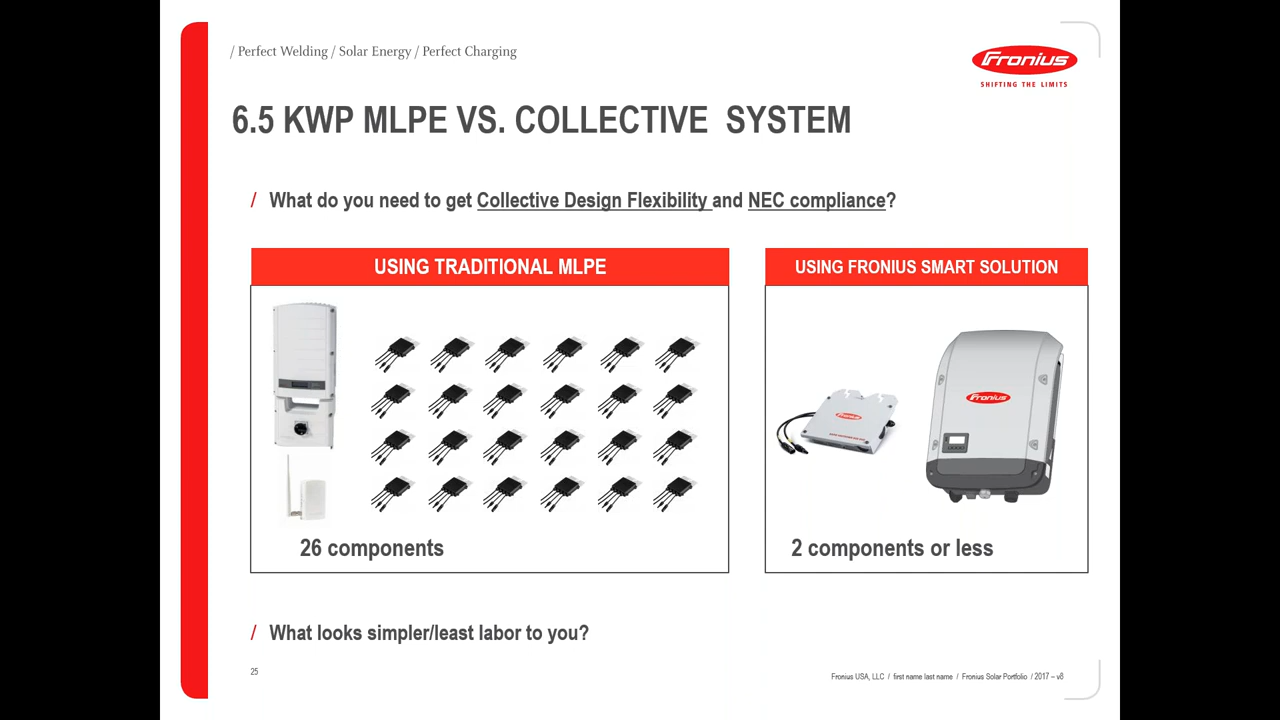 / Perfect Welding / Solar Energy / Perfect Charging
Fronius
SHIFTING THE LIMITS
6.5 KWP MLPE VS. COLLECTIVE SYSTEM
/ What do you need to get Collective Design Flexibility and NEC compliance?
USING TRADITIONAL MLPE
USING FRONIUS SMART SOLUTION
Fronius
Fronius
26 components
2 components or less
/ What looks simpler/least labor to you?
25
Fronius USA, LLC / first name last name / Fronius Solar Portfolio / 2017 – v6